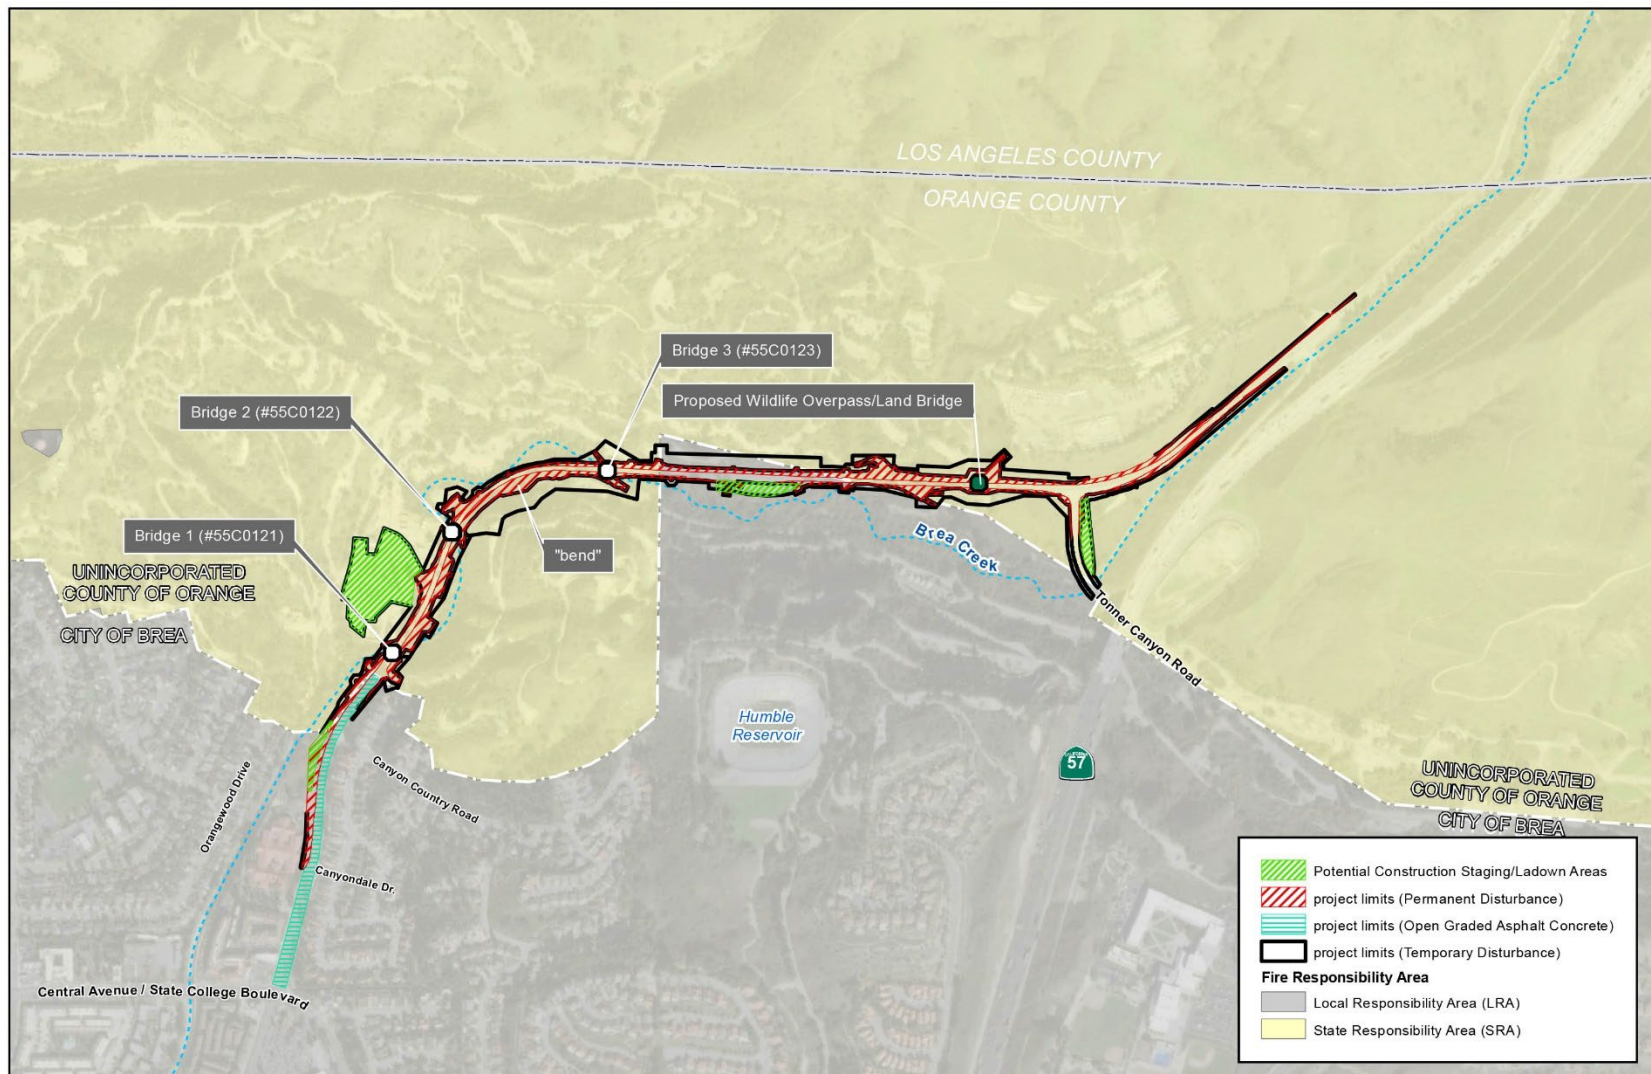 LOS ANGELES COUNTY
ORANGE COUNTY
Bridge 3 (#55C0123)
Proposed Wildlife Overpass/Land Bridge
Bridge 2 (#55C0122)
Bridge 1 (#55C0121)
"bend"
Brea Creek
UNINCORPORATED
COUNTY OF ORANGE
CITY OF BREA
Tonner Canyon Road
Humble
Reservoir
57
Orangewood Drive
Canyon Country Road
Canyondale Dr.
Central Avenue / State College Boulevard
UNINCORPORATED
COUNTY OF ORANGE
CITY OF BREA
Potential Construction Staging/Ladown Areas
project limits (Permanent Disturbance)
project limits (Open Graded Asphalt Concrete)
project limits (Temporary Disturbance)
Fire Responsibility Area
Local Responsibility Area (LRA)
State Responsibility Area (SRA)